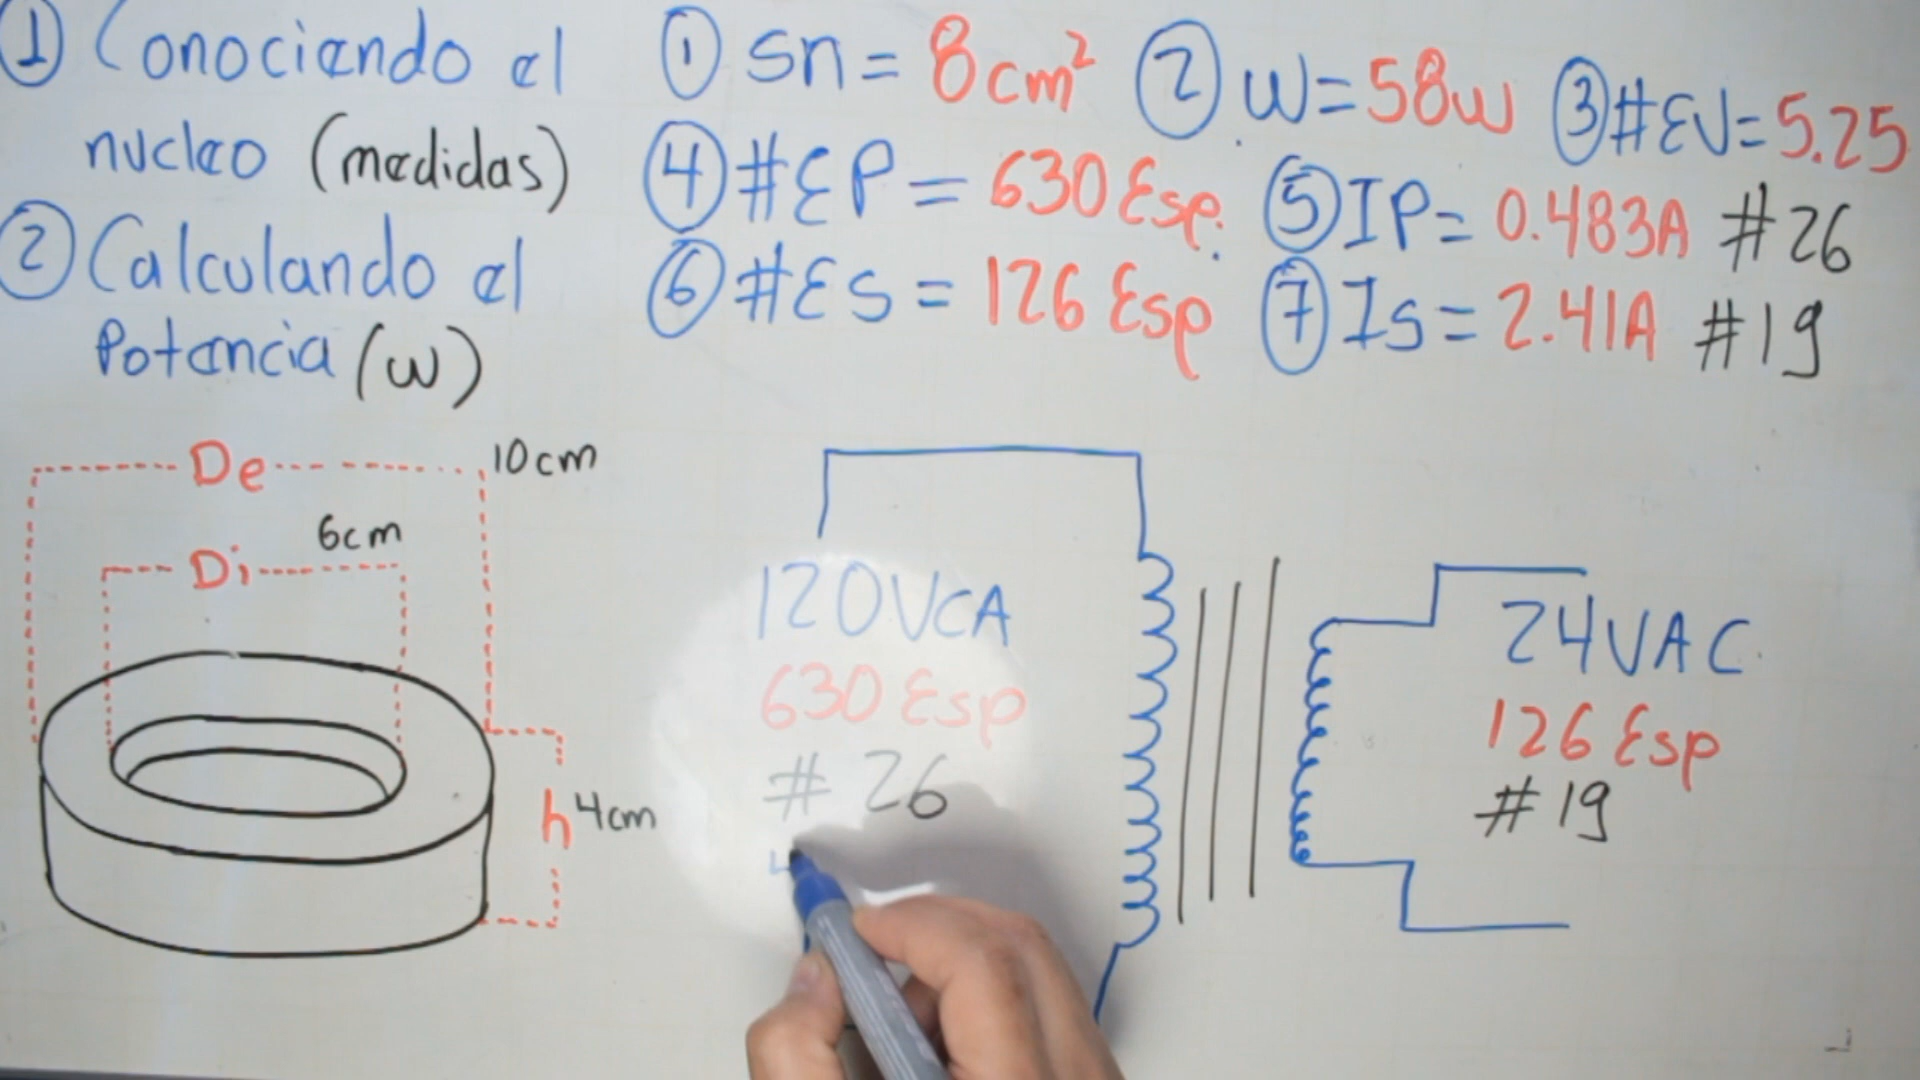 ① Conociendo el
nucleo (medidas)
② Calculando el
Potencia (w)
① Sn = 8cm²
② W = 58w
③ #EV = 5.25
④ #EP = 630 Esp.
⑤ IP = 0.483A #26
⑥ #ES = 126 Esp
⑦ Is = 2.41A #19
De
10cm
6cm
Di
h 4cm
120VCA
630 Esp
# 26
24VAC
126 Esp
#19